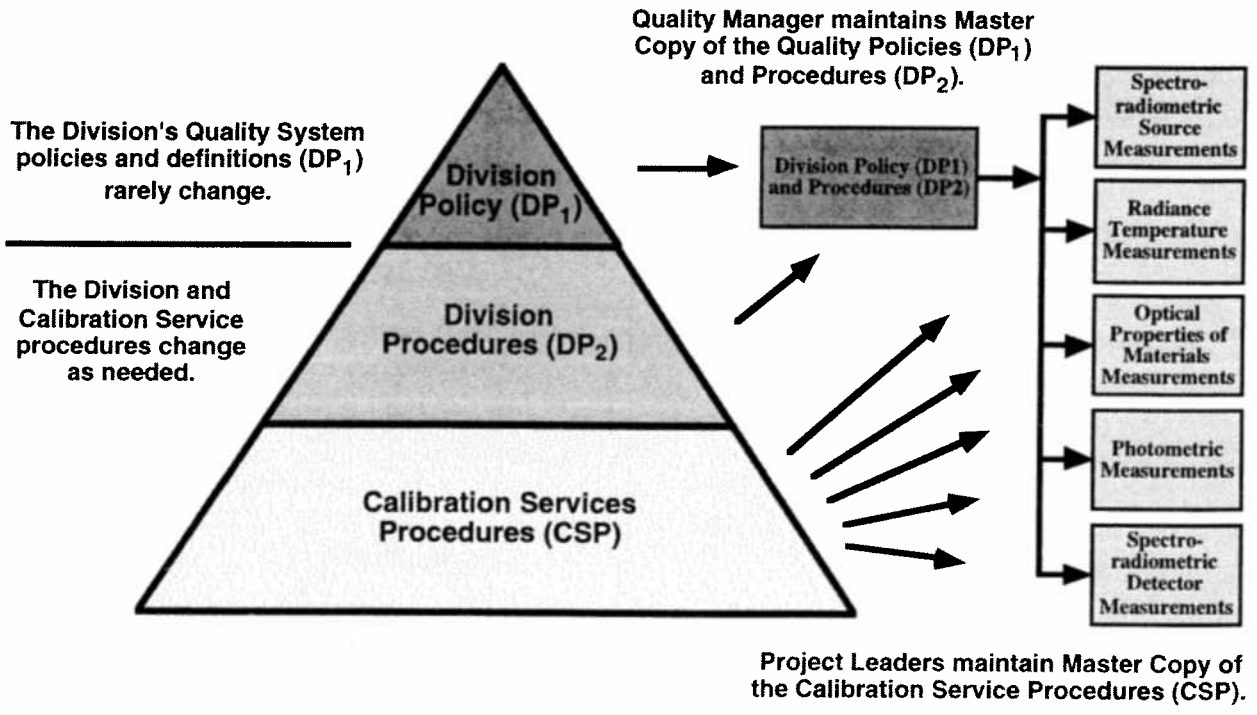 Quality Manager maintains Master
Copy of the Quality Policies (DP1)
and Procedures (DP2).
The Division's Quality System
policies and definitions (DP1)
rarely change.
The Division and
Calibration Service
procedures change
as needed.
Division
Policy (DP1)
Division
Procedures (DP2)
Calibration Services
Procedures (CSP)
Division Policy (DP1)
and Procedures (DP2)
Spectro-
radiometric
Source
Measurements
Radiance
Temperature
Measurements
Optical
Properties of
Materials
Measurements
Photometric
Measurements
Spectro-
radiometric
Detector
Measurements
Project Leaders maintain Master Copy of
the Calibration Service Procedures (CSP).